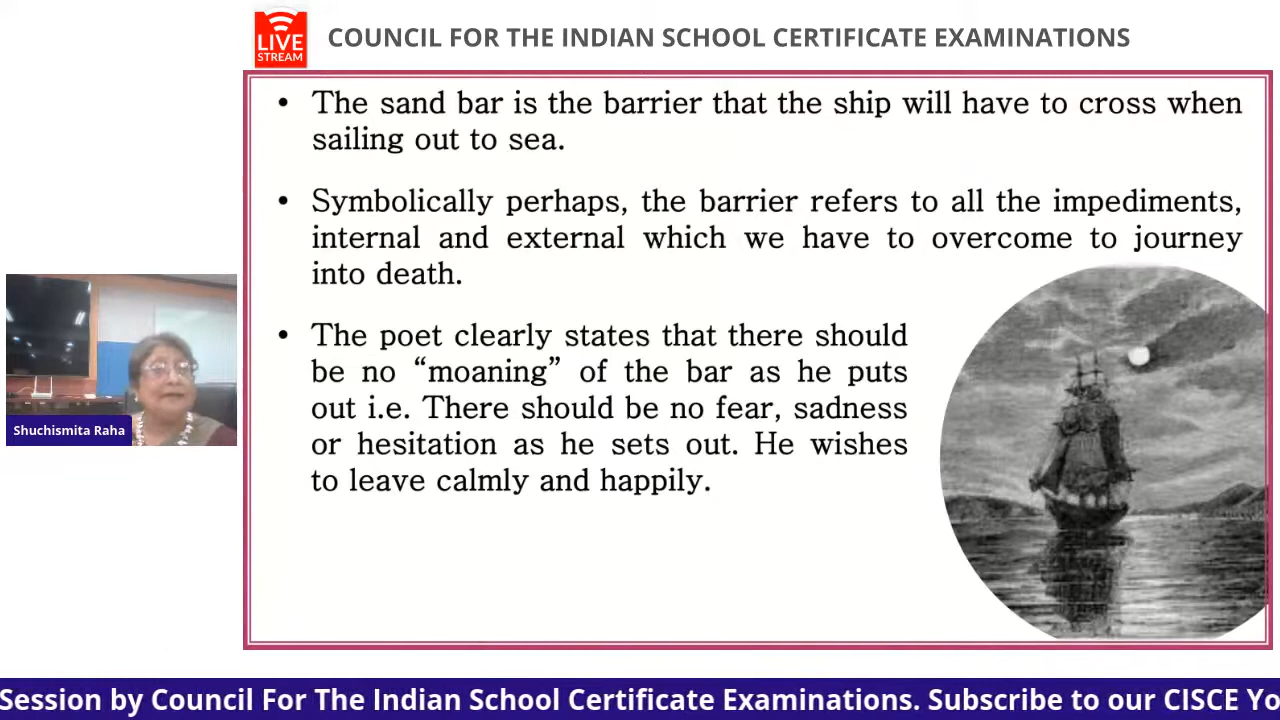 LIVE
STREAM
COUNCIL FOR THE INDIAN SCHOOL CERTIFICATE EXAMINATIONS
• The sand bar is the barrier that the ship will have to cross when
sailing out to sea.
• Symbolically perhaps, the barrier refers to all the impediments,
internal and external which we have to overcome to journey
into death.
• The poet clearly states that there should
be no “moaning” of the bar as he puts
out i.e. There should be no fear, sadness
or hesitation as he sets out. He wishes
to leave calmly and happily.
Shuchismita Raha
Session by Council For The Indian School Certificate Examinations. Subscribe to our CISCE Yo